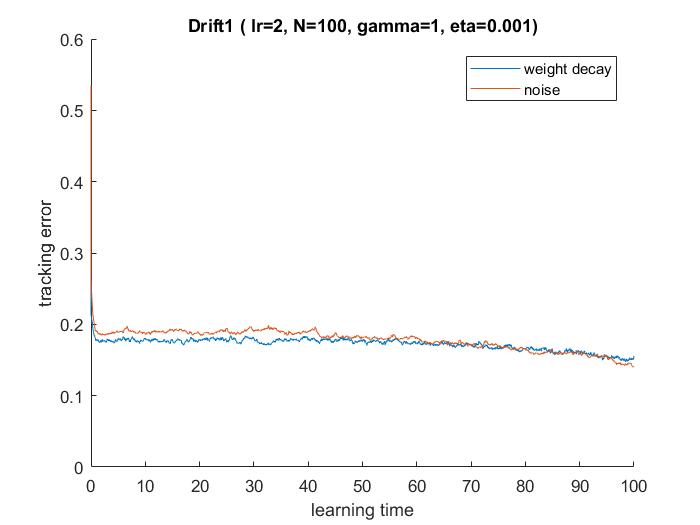 Drift1 ( lr=2, N=100, gamma=1, eta=0.001)
weight decay
noise
0.6
0.5
0.4
0.3
0.2
0.1
0
tracking error
0 10 20 30 40 50 60 70 80 90 100
learning time